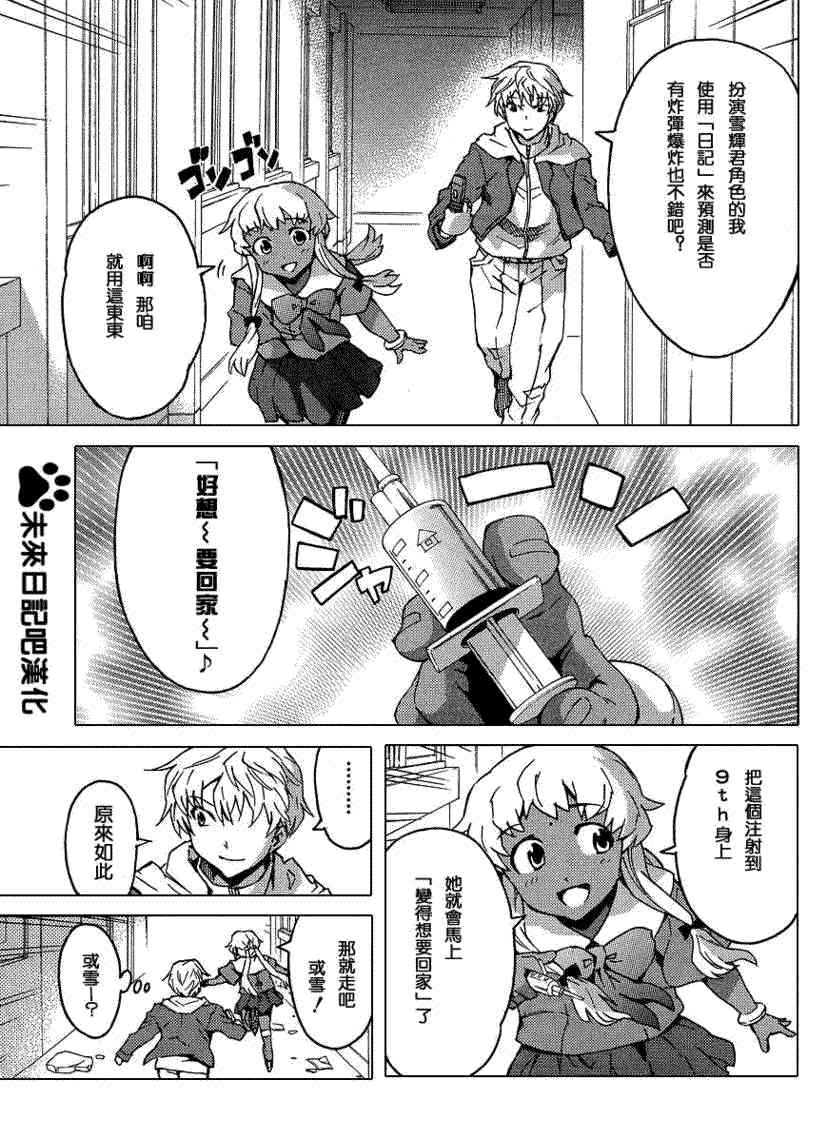 扮演雪輝君角色的我
使用「日記」來預測是否
有炸彈爆炸也不錯吧？
ゴンゴン
啊啊 那咱
就用這東東
「好想～要回家～」♪
未來日記吧漢化
把這個注射到
9th身上
她就會馬上
「變得想要回家」了
………
原來如此
那就走吧
或雪！
或雪—？